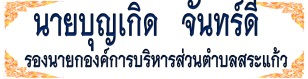 นายบุญเกิด จันทร์ดี
รองนายกองค์การบริหารส่วนตำบลสระแก้ว